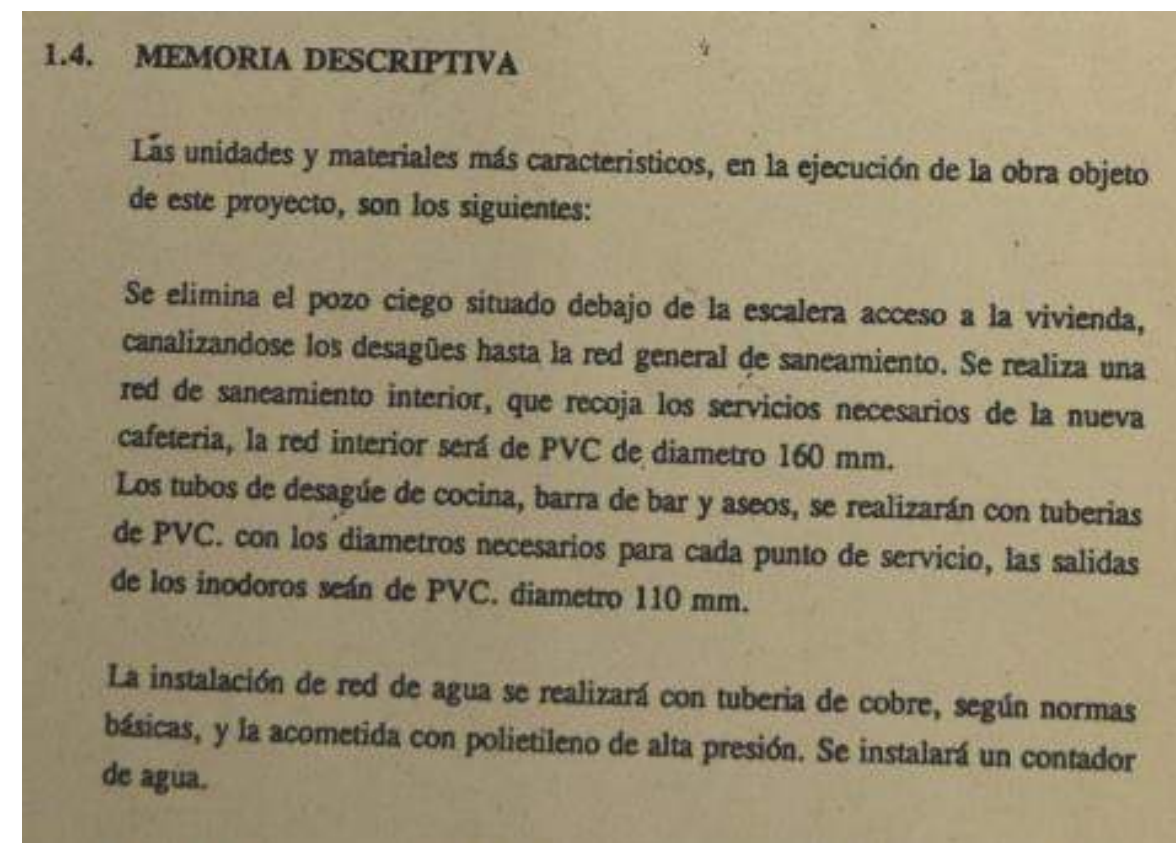 1.4. MEMORIA DESCRIPTIVA
Las unidades y materiales más caracteristicos, en la ejecución de la obra objeto
de este proyecto, son los siguientes:
Se elimina el pozo ciego situado debajo de la escalera acceso a la vivienda,
canalizandose los desagües hasta la red general de saneamiento. Se realiza una
red de saneamiento interior, que recoja los servicios necesarios de la nueva
cafeteria, la red interior será de PVC de diametro 160 mm.
Los tubos de desagúe de cocina, barra de bar y aseos, se realizarán con tuberias
de PVC. con los diametros necesarios para cada punto de servicio, las salidas
de los inodoros seán de PVC. diametro 110 mm.
La instalación de red de agua se realizará con tuberia de cobre, según normas
básicas, y la acometida con polietileno de alta presión. Se instalará un contador
de agua.